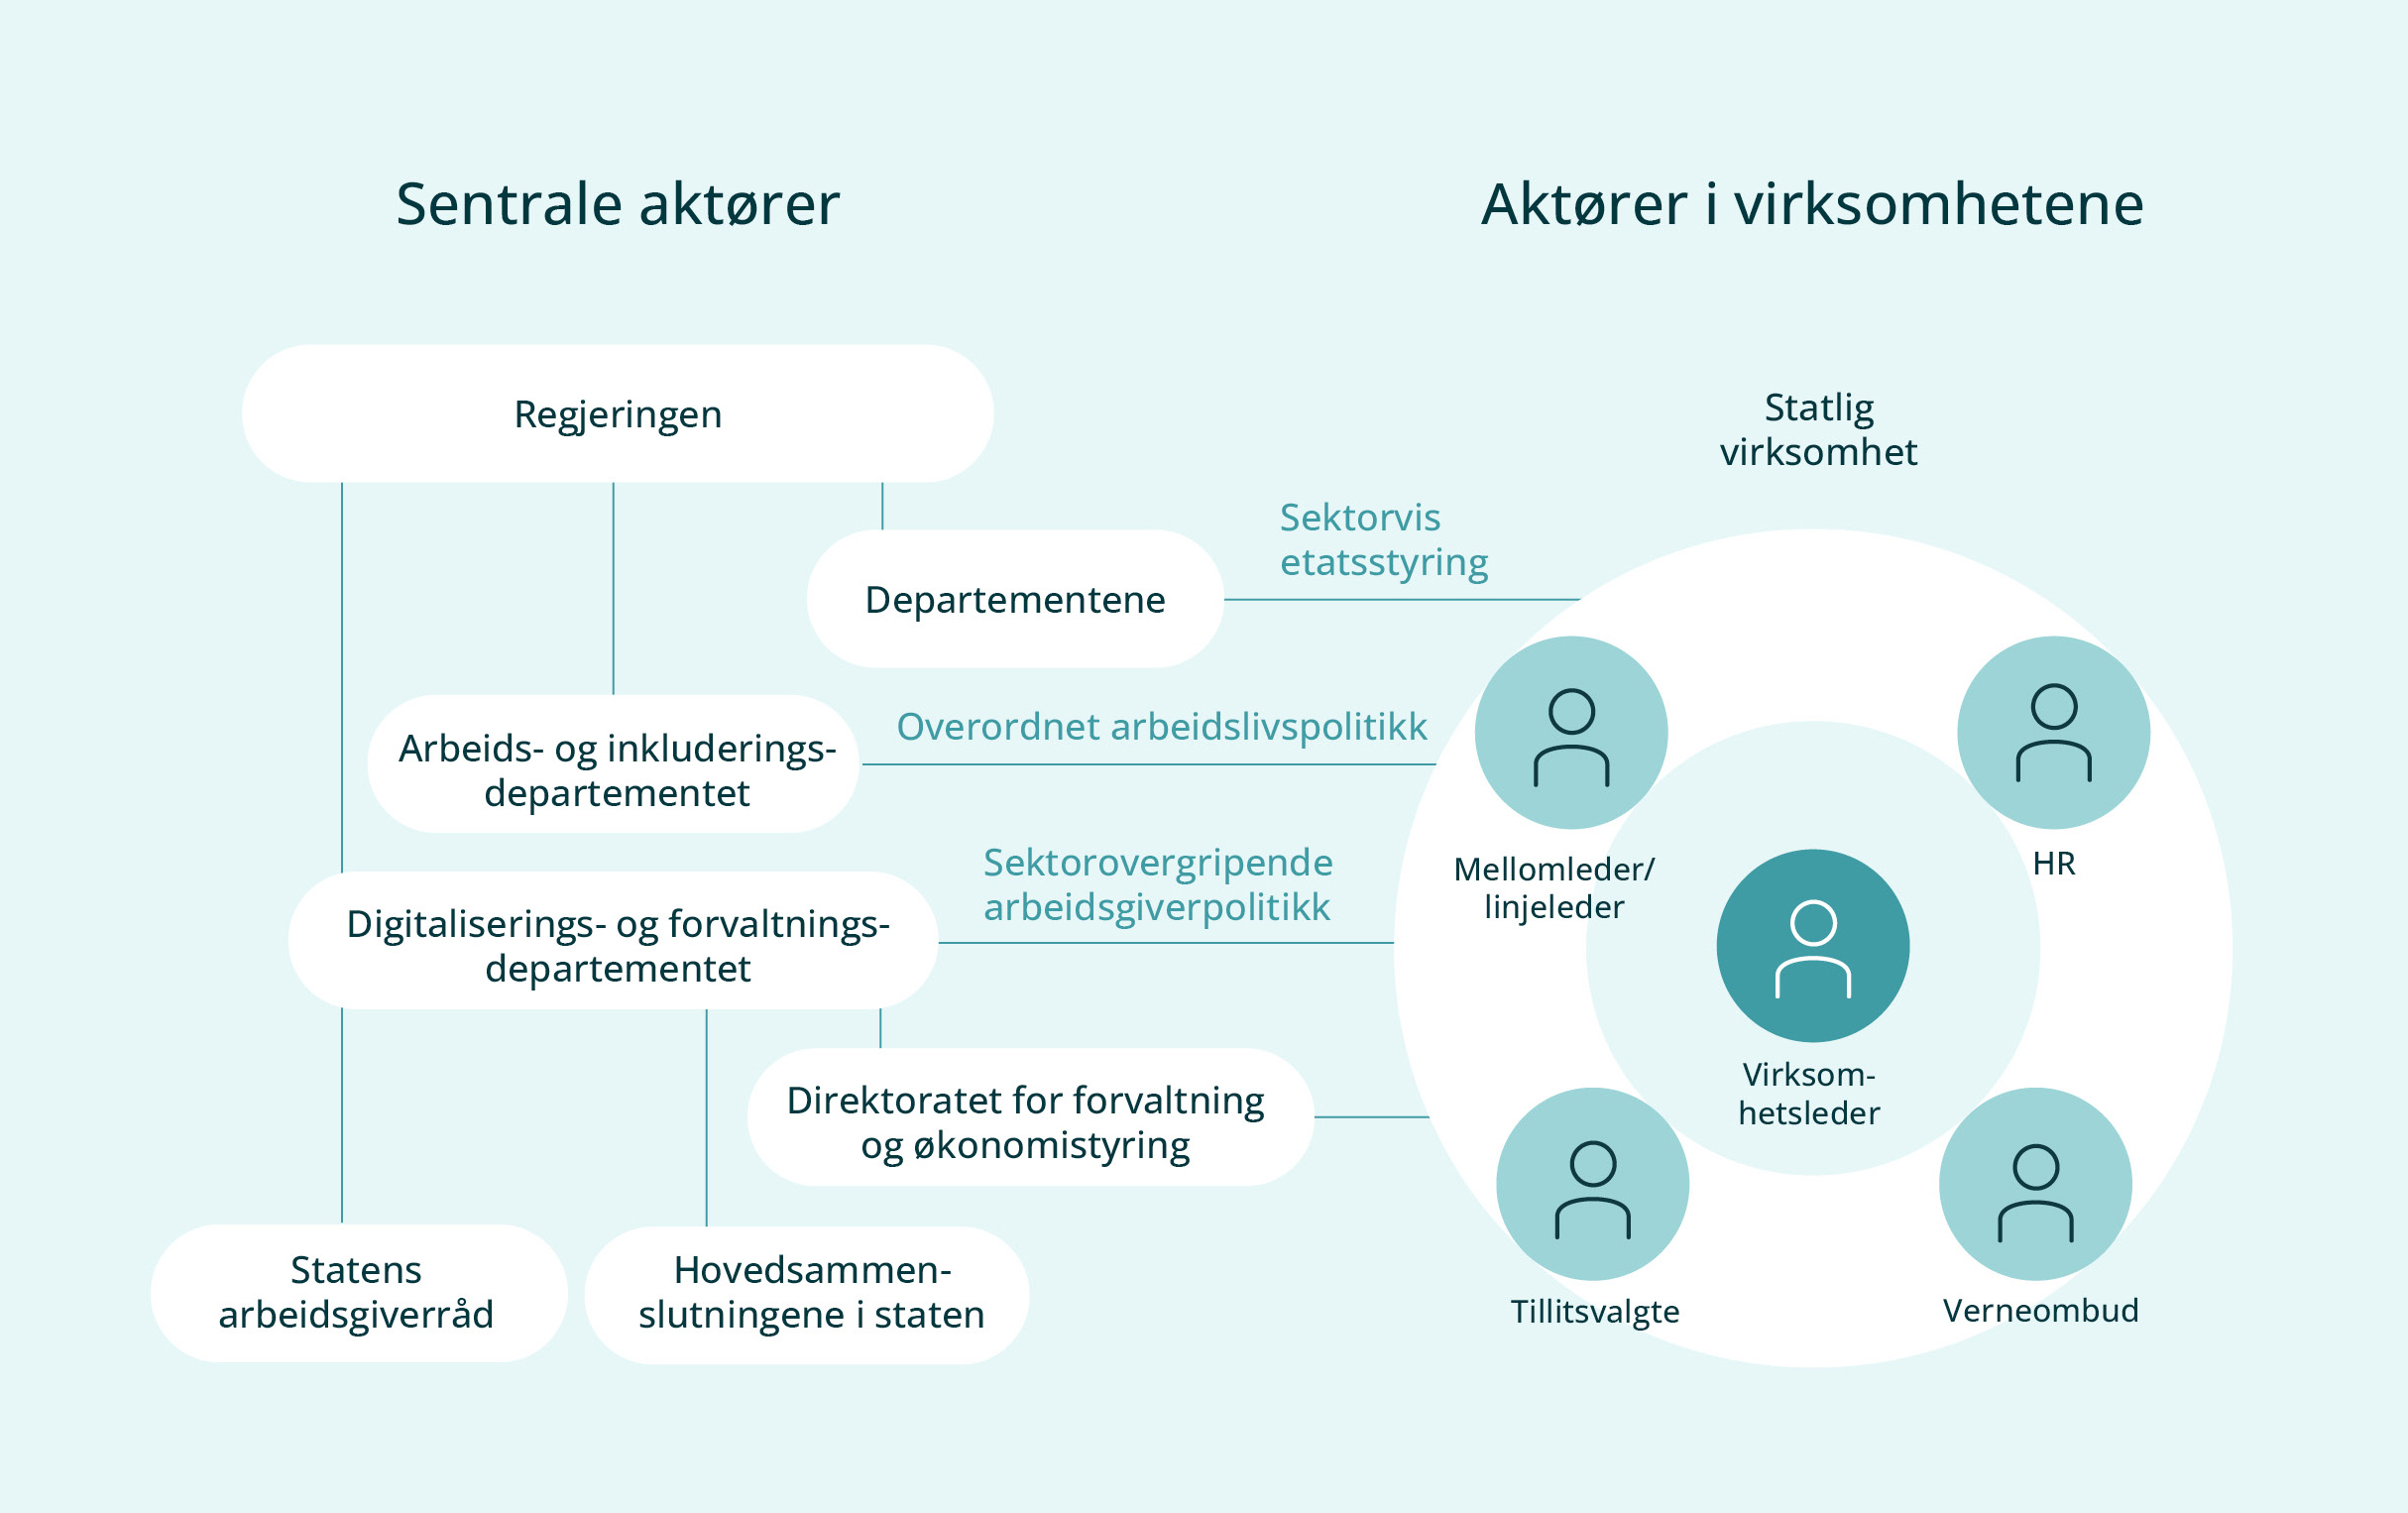 Sentrale aktører
Regjeringen
Departementene
Arbeids- og inkluderings-
departementet
Digitaliserings- og forvaltnings-
departementet
Direktoratet for forvaltning
og økonomistyring
Statens
arbeidsgiverråd
Hovedsammen-
slutningene i staten
Sektorvis
etatsstyring
Overordnet arbeidslivspolitikk
Sektorovergripende
arbeidsgiverpolitikk
Aktører i virksomhetene
Statlig
virksomhet
Mellomleder/
linjeleder
HR
Virksom-
hetsleder
Tillitsvalgte
Verneombud